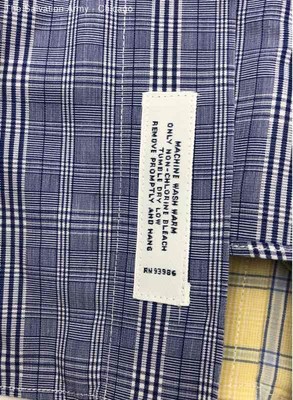 The Salvation Army - Chicago
MACHINE WASH WARM
ONLY NON-CHLORINE BLEACH
TUMBLE DRY LOW
REMOVE PROMPTLY AND HANG
RN 93986